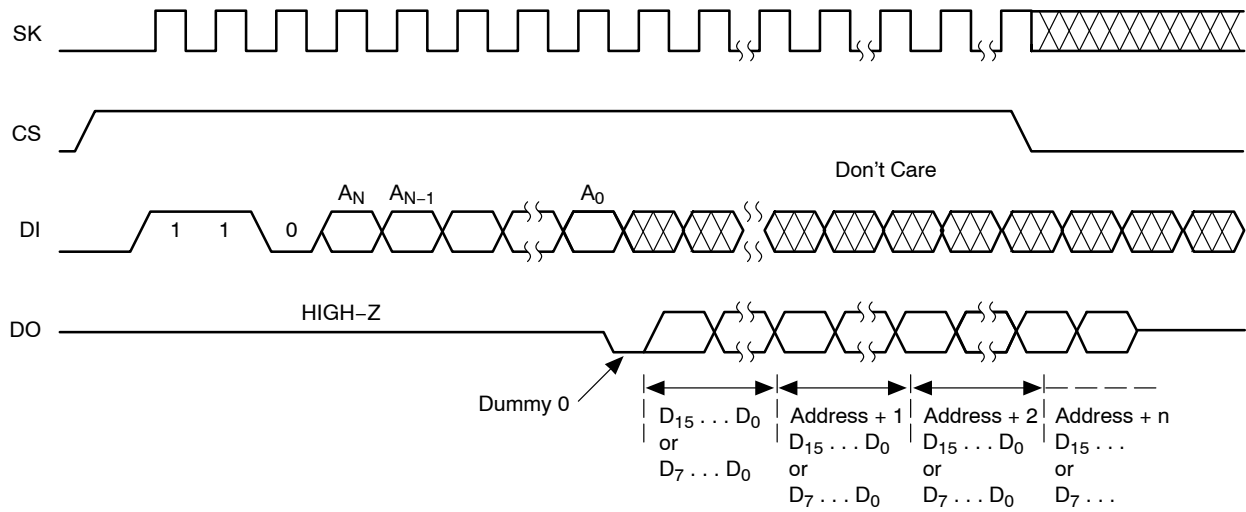 SK
CS
Don't Care
A_N A_{N–1} A_0
DI 1 1 0
HIGH–Z
DO
Dummy 0
D_15 . . . D_0
or
D_7 . . . D_0
Address + 1
D_15 . . . D_0
or
D_7 . . . D_0
Address + 2
D_15 . . . D_0
or
D_7 . . . D_0
Address + n
D_15 . . .
or
D_7 . . .